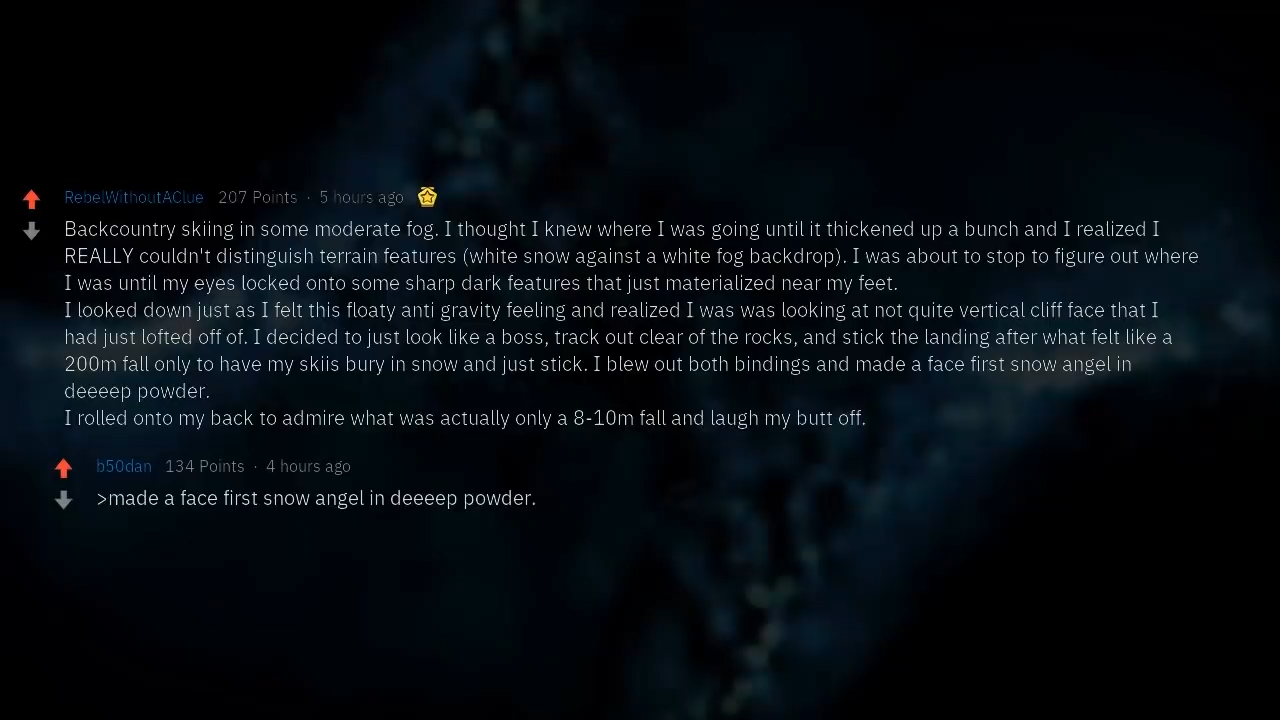 RebelWithoutAClue 207 Points · 5 hours ago
Backcountry skiing in some moderate fog. I thought I knew where I was going until it thickened up a bunch and I realized I
REALLY couldn't distinguish terrain features (white snow against a white fog backdrop). I was about to stop to figure out where
I was until my eyes locked onto some sharp dark features that just materialized near my feet.
I looked down just as I felt this floaty anti gravity feeling and realized I was was looking at not quite vertical cliff face that I
had just lofted off of. I decided to just look like a boss, track out clear of the rocks, and stick the landing after what felt like a
200m fall only to have my skiis bury in snow and just stick. I blew out both bindings and made a face first snow angel in
deeeep powder.
I rolled onto my back to admire what was actually only a 8-10m fall and laugh my butt off.
b50dan 134 Points · 4 hours ago
>made a face first snow angel in deeeep powder.